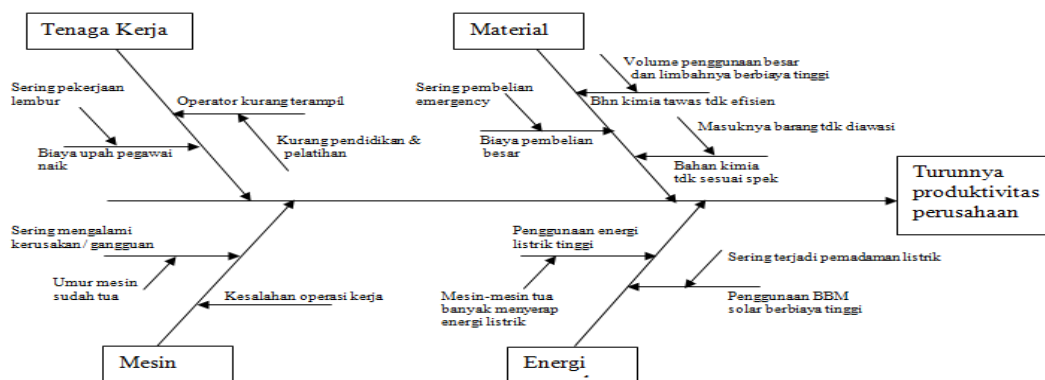 Tenaga Kerja
Material
Sering pekerjaan
lembur
Operator kurang terampil
Kurang pendidikan &
pelatihan
Biaya upah pegawai
naik
Volume penggunaan besar
dan limbahnya berbiaya tinggi
Sering pembelian
emergency
Bhn kimia tawas tdk efisien
Masuknya barang tdk diawasi
Biaya pembelian
besar
Bahan kimia
tdk sesuai spek
Turunnya
produktivitas
perusahaan
Sering mengalami
kerusakan / gangguan
Umur mesin
sudah tua
Kesalahan operasi kerja
Penggunaan energi
listrik tinggi
Sering terjadi pemadaman listrik
Mesin-mesin tua
banyak menyerap
energi listrik
Penggunaan BBM
solar berbiaya tinggi
Mesin
Energi